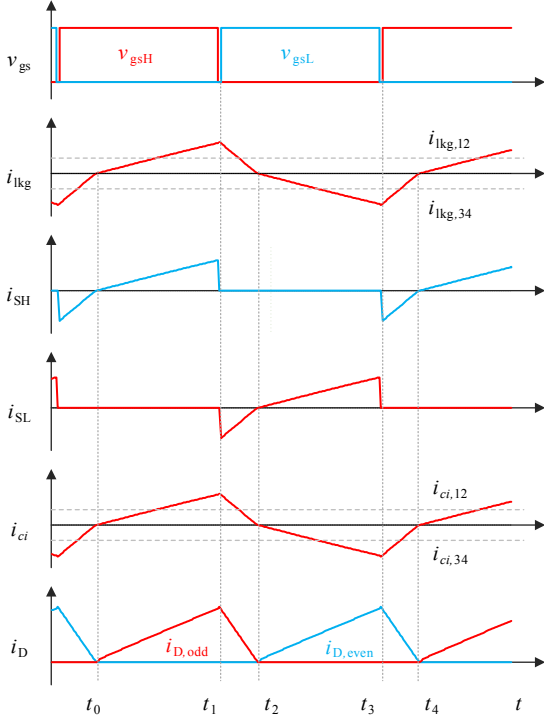 v_gs
v_gsH v_gsL
i_lkg
i_lkg,12
i_lkg,34
i_SH
i_SL
i_ci
i_ci,12
i_ci,34
i_D
i_D,odd i_D,even
t_0 t_1 t_2 t_3 t_4 t